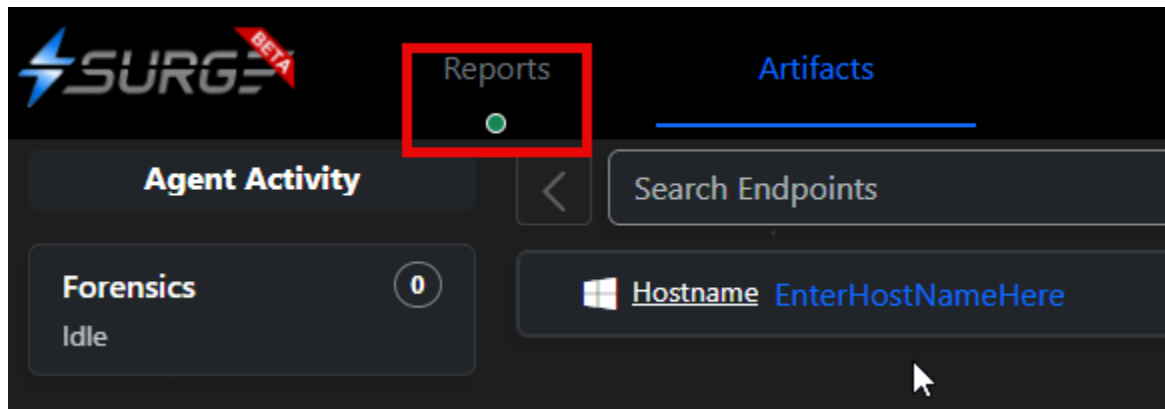 SURGE BETA Reports Artifacts
Agent Activity
Search Endpoints
Forensics 0
Idle
Hostname EnterHostNameHere